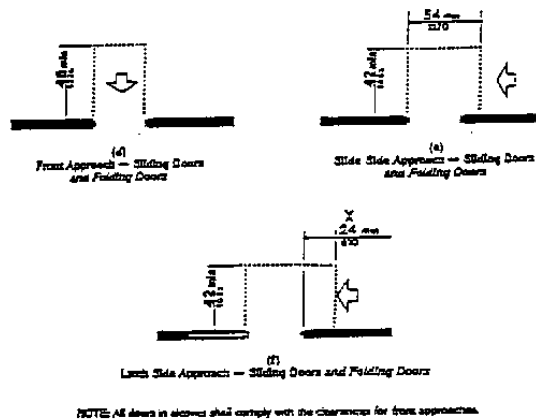 54 min
48 min
42 min
(d)
Front Approach — Sliding Doors
and Folding Doors
(e)
Slide Side Approach — Sliding Doors
and Folding Doors
24 min
42 min
(f)
Latch Side Approach — Sliding Doors and Folding Doors
NOTE: All doors in alcoves shall comply with the clearances for front approaches.